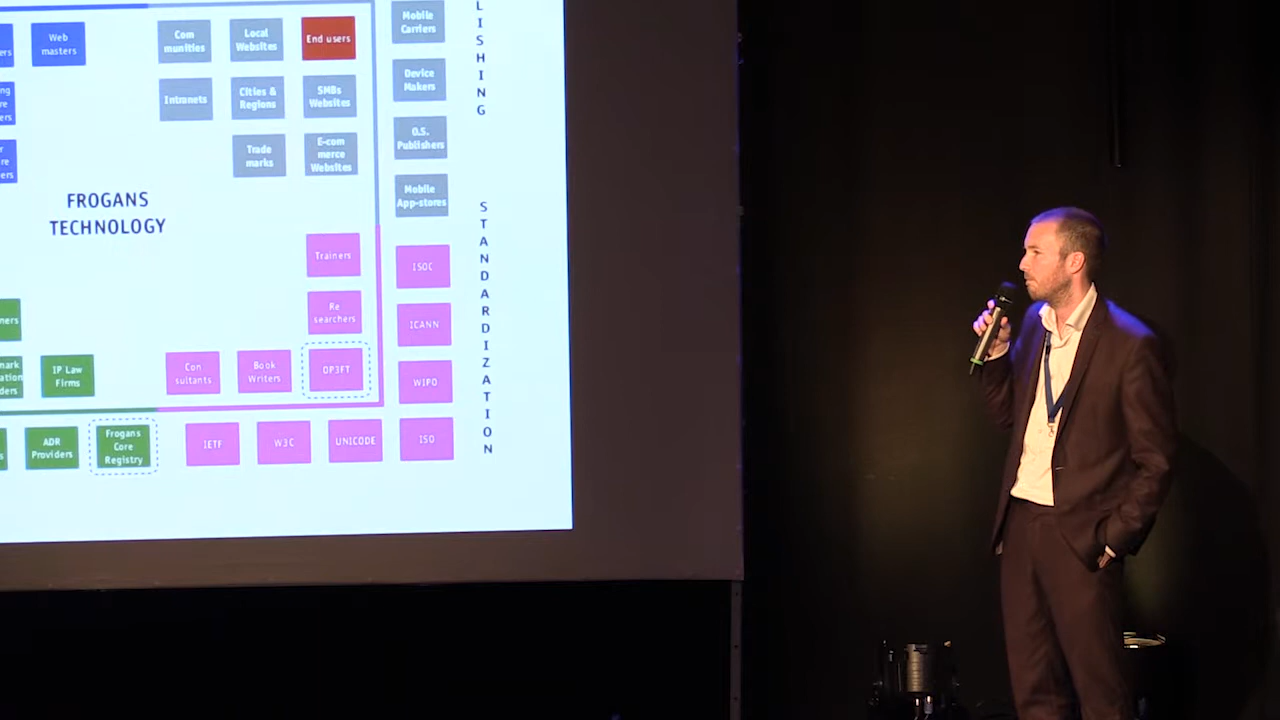 LISHING
Web
masters
Com
munities
Local
Websites
End users
Mobile
Carriers
Intranets
Cities &
Regions
SMBs
Websites
Device
Makers
Trade
marks
E-com
merce
Websites
O.S.
Publishers
FROGANS
TECHNOLOGY
Mobile
App-stores
STANDARDIZATION
Trainers
ISOC
Re
searchers
ICANN
IP Law
Firms
Con
sultants
Book
Writers
OP3FT
WIPO
ADR
Providers
Frogans
Core
Registry
IETF
W3C
UNICODE
ISO